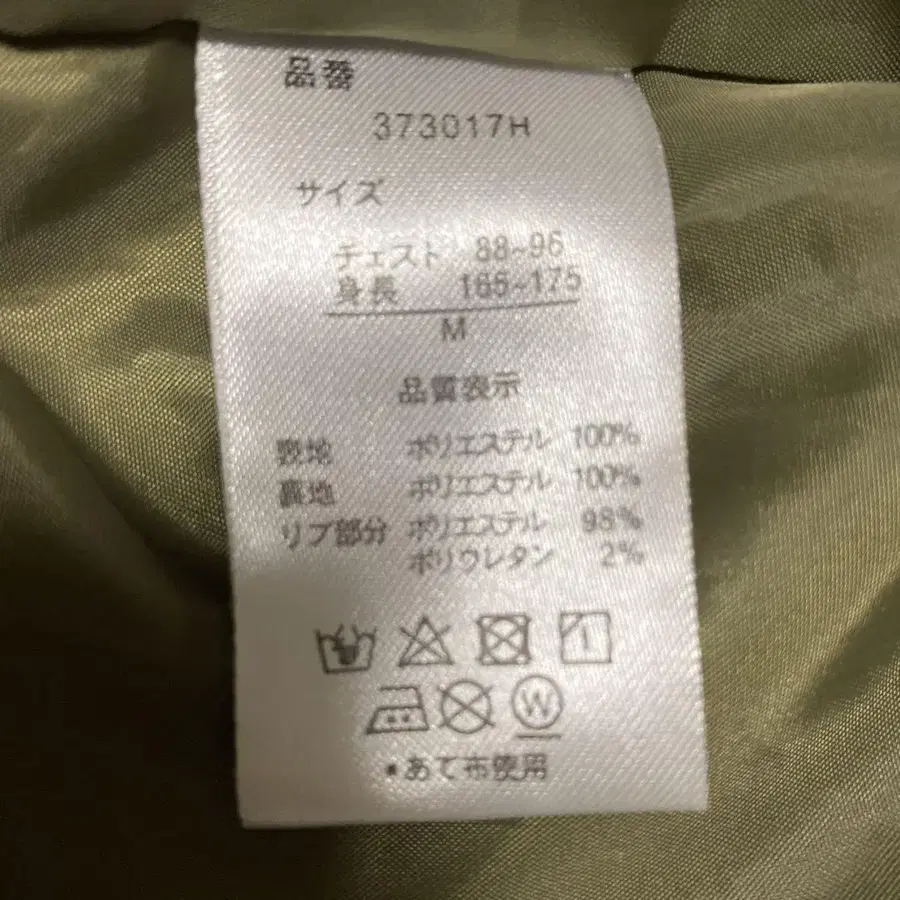 品番
373017H
サイズ
チェスト 88~96
身長 165~175
M
品質表示
表地 ポリエステル 100%
裏地 ポリエステル 100%
リブ部分 ポリエステル 98%
ポリウレタン 2%
W
•あて布使用